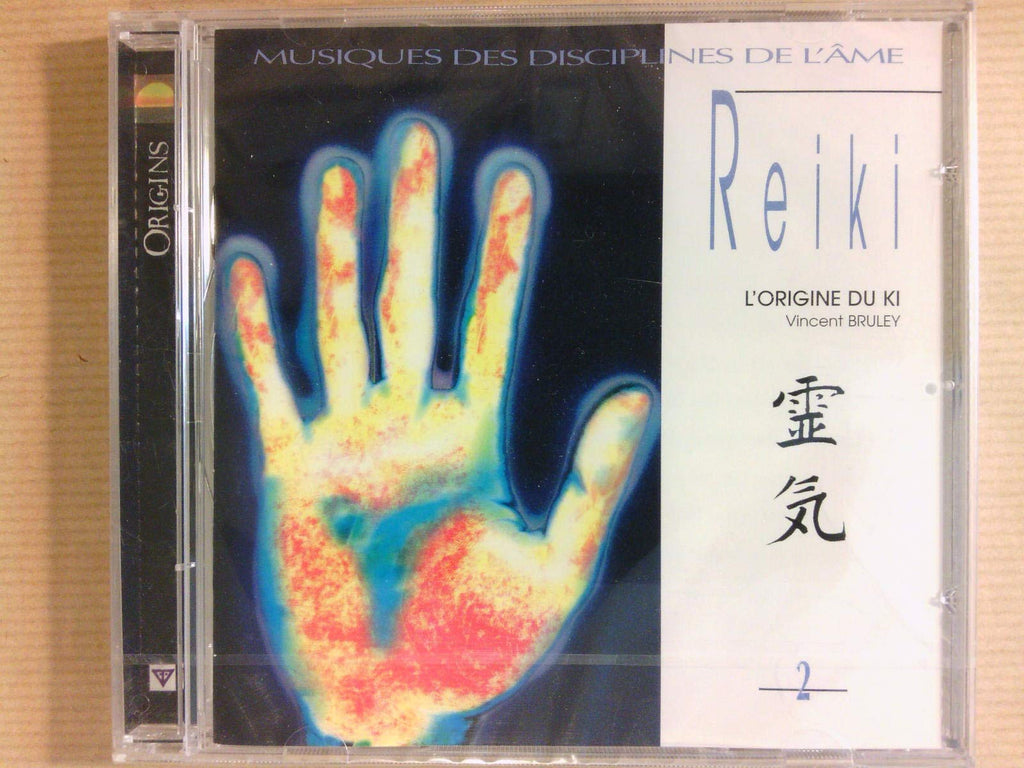 MUSIQUES DES DISCIPLINES DE L'ÂME
ORIGINS
Reiki
L'ORIGINE DU KI
Vincent BRULEY
霊
気
2